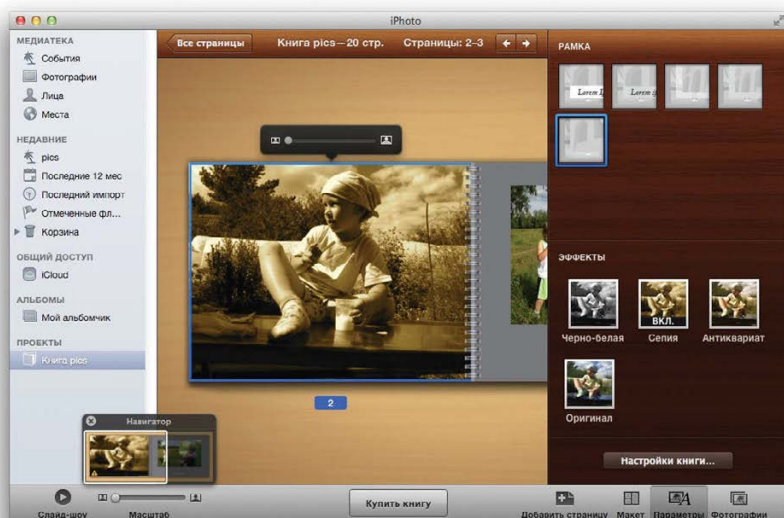 iPhoto
МЕДИАТЕКА
События
Фотографии
Лица
Места
НЕДАВНИЕ
pics
Последние 12 мес
Последний импорт
Отмеченные фл...
Корзина
ОБЩИЙ ДОСТУП
iCloud
АЛЬБОМЫ
Мой альбомчик
ПРОЕКТЫ
Книга pics
Все страницы
Книга pics—20 стр.
Страницы: 2–3
2
Навигатор
РАМКА
Lorem I
Lorem i
ЭФФЕКТЫ
ВКЛ.
Черно-белая Сепия Антиквариат
Оригинал
Настройки книги...
Слайд-шоу
Масштаб
Купить книгу
Добавить страницу
Макет
Параметры
Фотографии